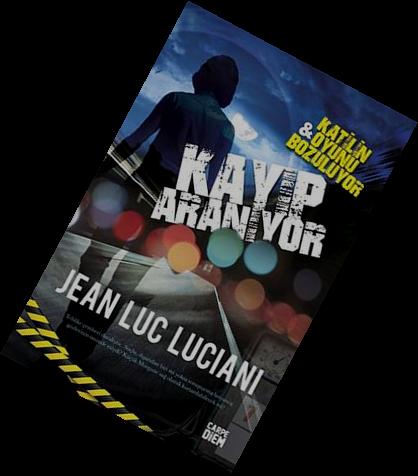 KATİLİN
& OYUNU
BOZULUYOR
KAYIP
ARANIYOR
JEAN LUC LUCIANI
CARPE
DIEM